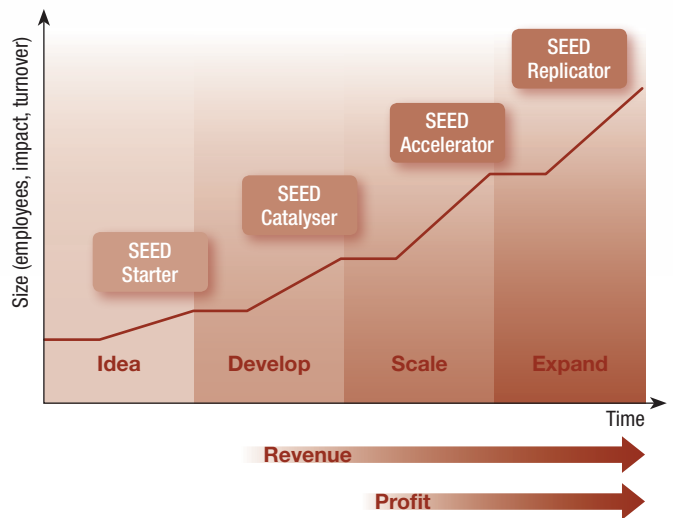 Size (employees, impact, turnover)
SEED
Replicator
SEED
Accelerator
SEED
Catalyser
SEED
Starter
Idea
Develop
Scale
Expand
Time
Revenue
Profit